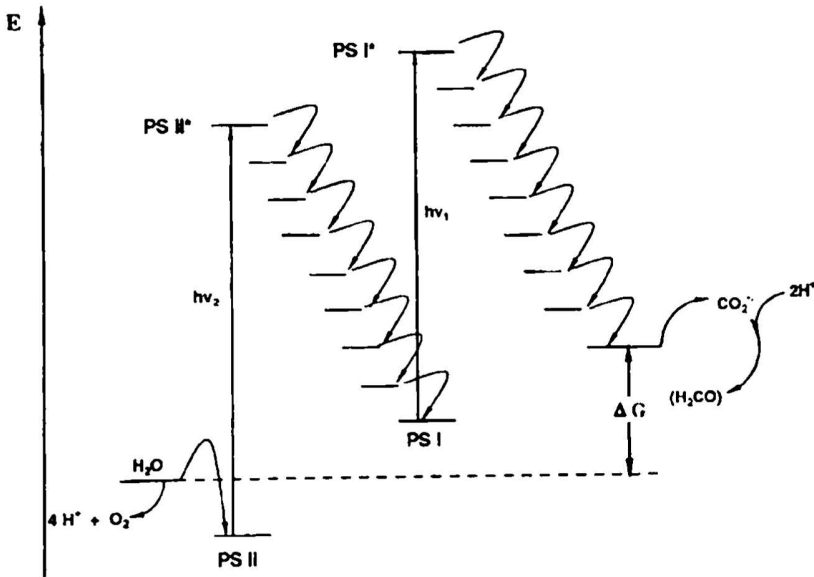 E
PS I*
PS II*
hν₁
hν₂
CO₂⁻·
2H⁺
(H₂CO)
ΔG
PS I
H₂O
4 H⁺ + O₂
PS II